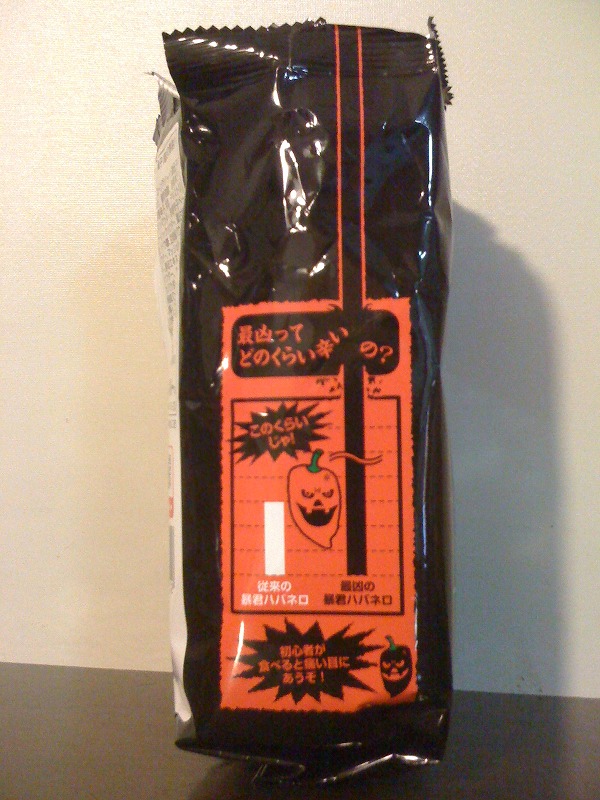 最凶って
どのくらい辛いの?
このくらい
じゃ!
従来の
暴君ハバネロ
最凶の
暴君ハバネロ
初心者が
食べると痛い目に
あうぞ!